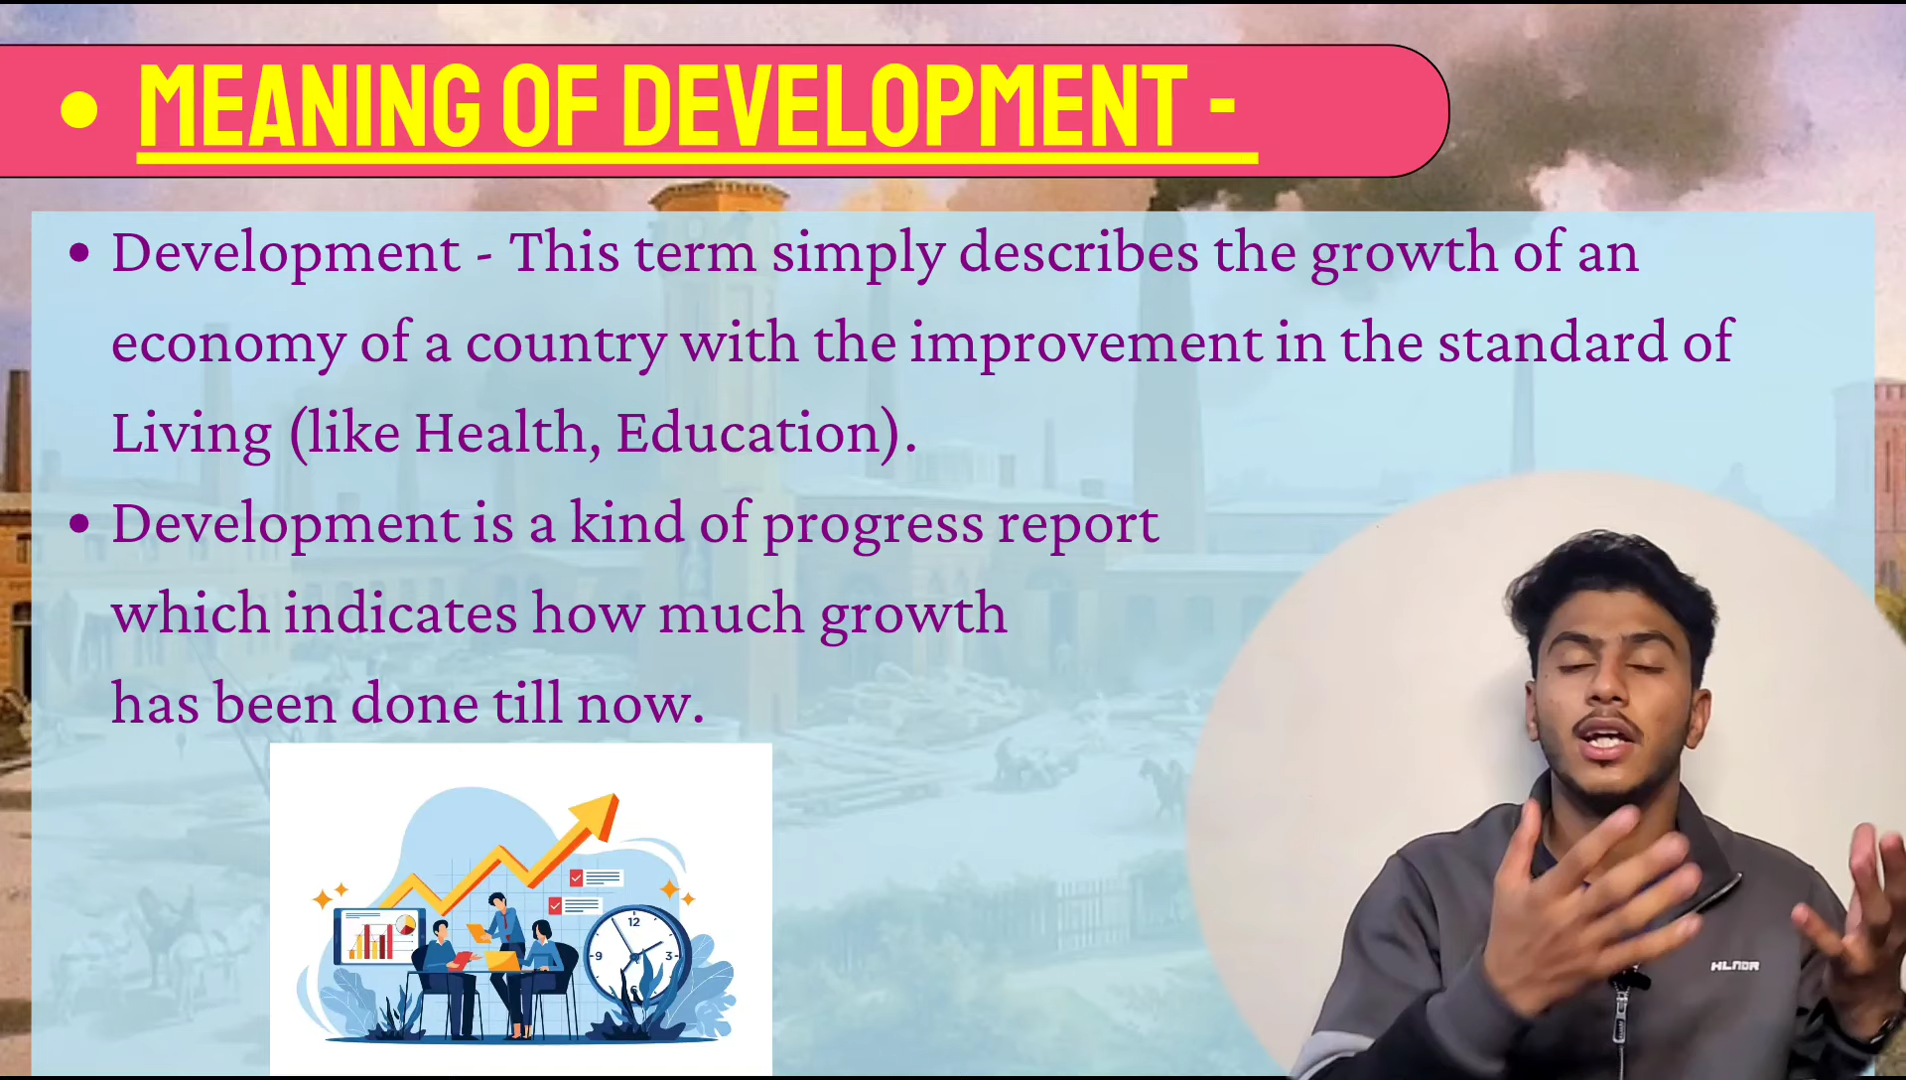 • MEANING OF DEVELOPMENT -
• Development - This term simply describes the growth of an
economy of a country with the improvement in the standard of
Living (like Health, Education).
• Development is a kind of progress report
which indicates how much growth
has been done till now.
12
9
3
HLNDR